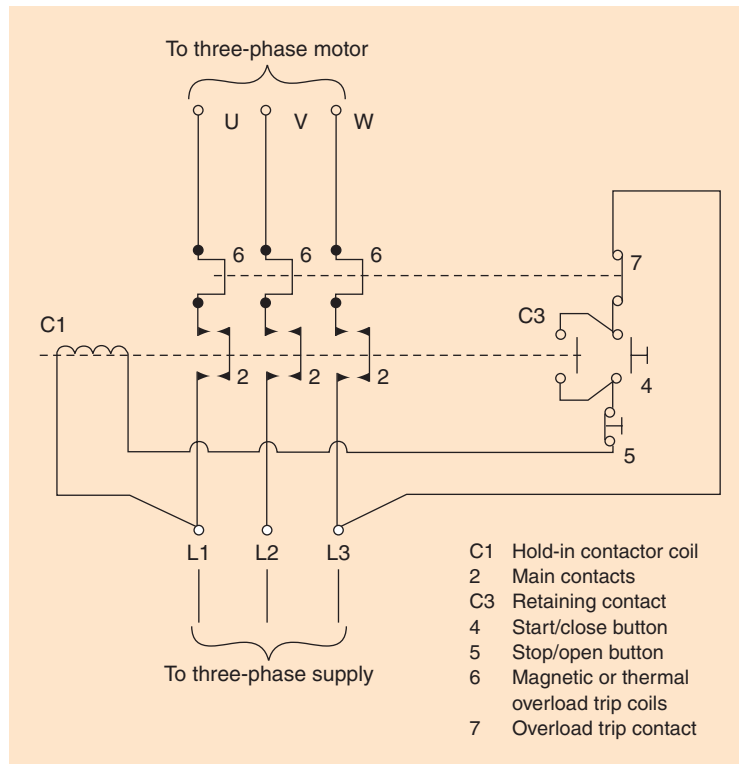 To three-phase motor
U V W
6 6 6 7
C1 C3
2 2 2 4
5
L1 L2 L3
To three-phase supply
C1 Hold-in contactor coil
2 Main contacts
C3 Retaining contact
4 Start/close button
5 Stop/open button
6 Magnetic or thermal
overload trip coils
7 Overload trip contact